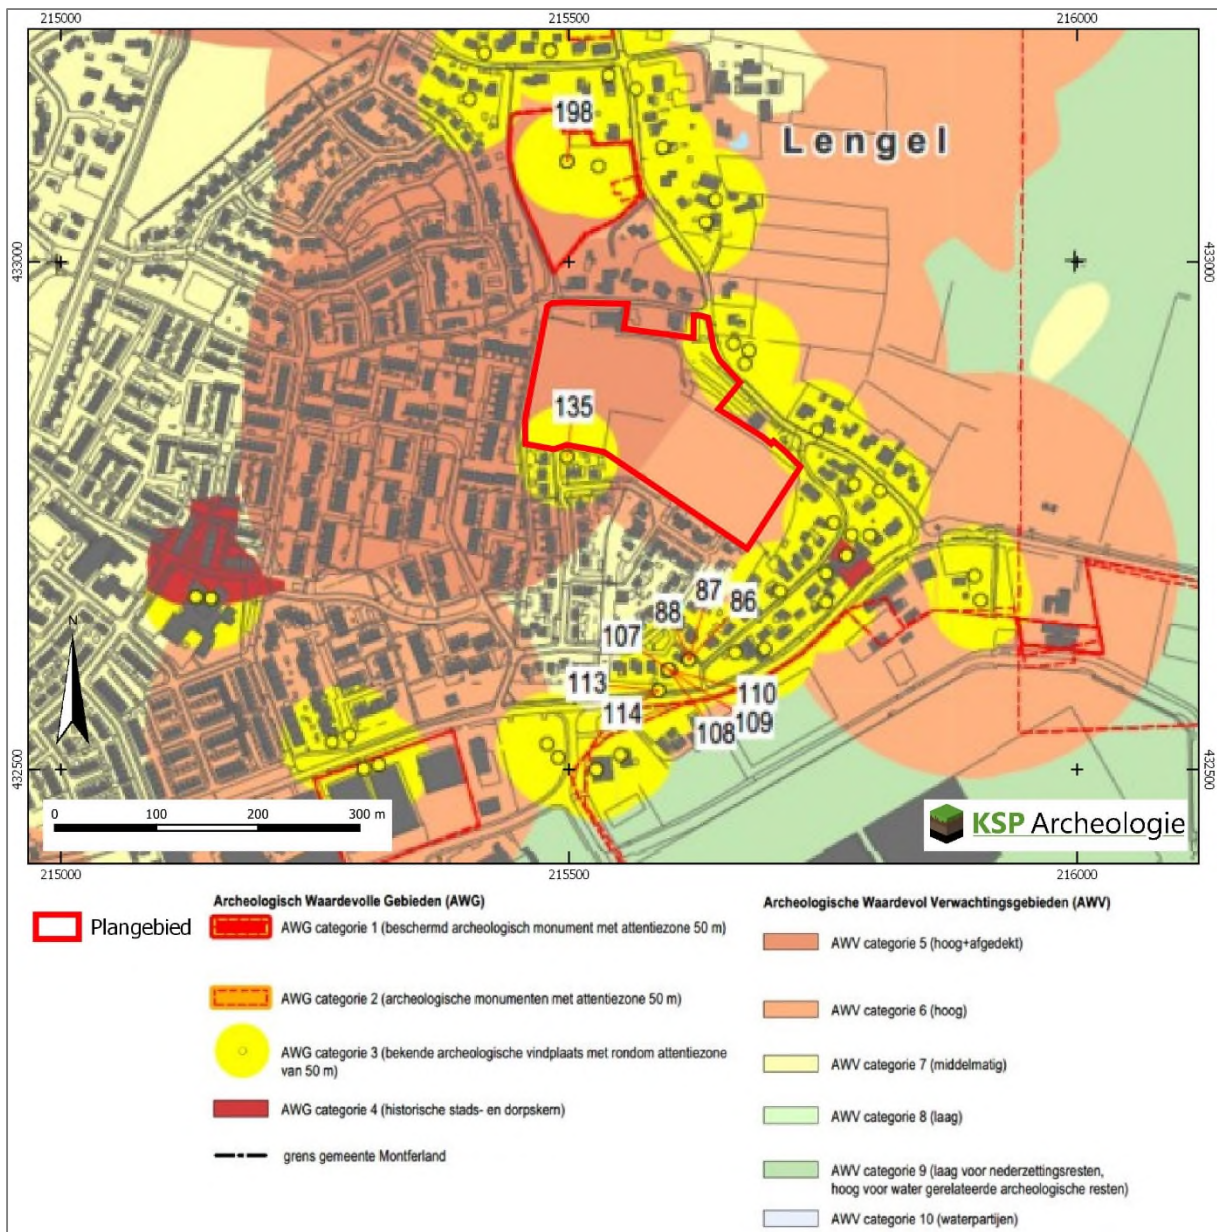 215000
215500
216000
198
Lengel
433000
433000
135
87
88
86
107
113
110
114
109
108
N
432500
432500
0
100
200
300 m
KSP Archeologie
215000
215500
216000
Plangebied
Archeologisch Waardevolle Gebieden (AWG)
AWG categorie 1 (beschermd archeologisch monument met attentiezone 50 m)
AWG categorie 2 (archeologische monumenten met attentiezone 50 m)
AWG categorie 3 (bekende archeologische vindplaats met rondom attentiezone
van 50 m)
AWG categorie 4 (historische stads- en dorpskern)
grens gemeente Montferland
Archeologische Waardevol Verwachtingsgebieden (AWV)
AWV categorie 5 (hoog+afgedekt)
AWV categorie 6 (hoog)
AWV categorie 7 (middelmatig)
AWV categorie 8 (laag)
AWV categorie 9 (laag voor nederzettingsresten,
hoog voor water gerelateerde archeologische resten)
AWV categorie 10 (waterpartijen)